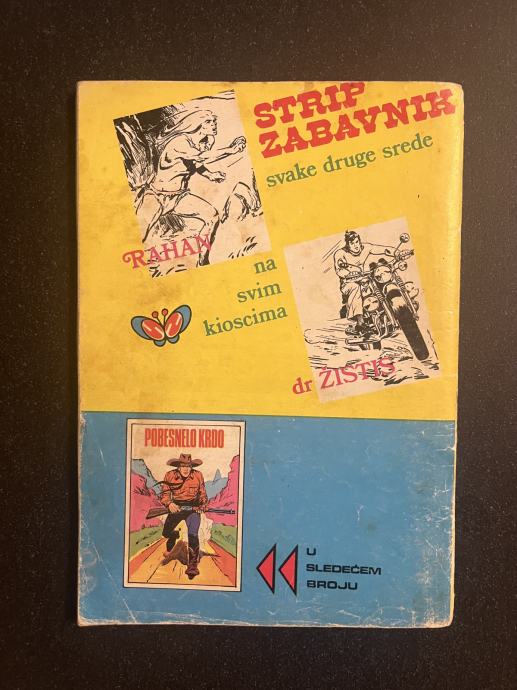 STRIP
ZABAVNIK
svake druge srede
RAHAN
na
svim
kioscima
dr ŽISTIS
POBESNELO KRDO
U
SLEDEĆEM
BROJU